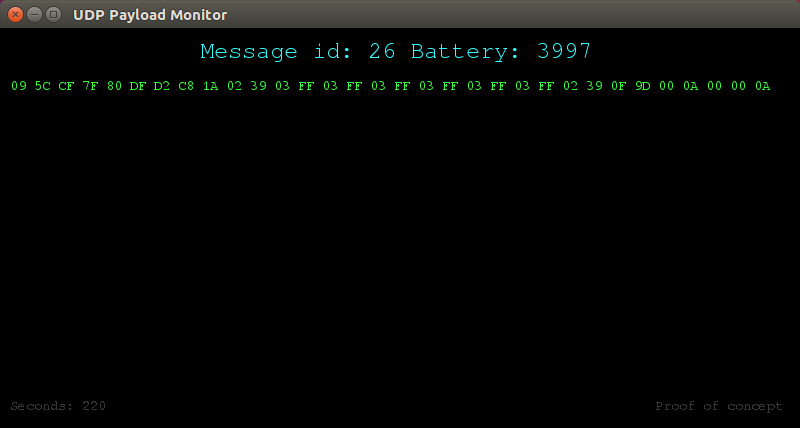 UDP Payload Monitor
Message id: 26 Battery: 3997
09 5C CF 7F 80 DF D2 C8 1A 02 39 03 FF 03 FF 03 FF 03 FF 03 FF 03 FF 02 39 0F 9D 00 0A 00 00 0A
Seconds: 220
Proof of concept